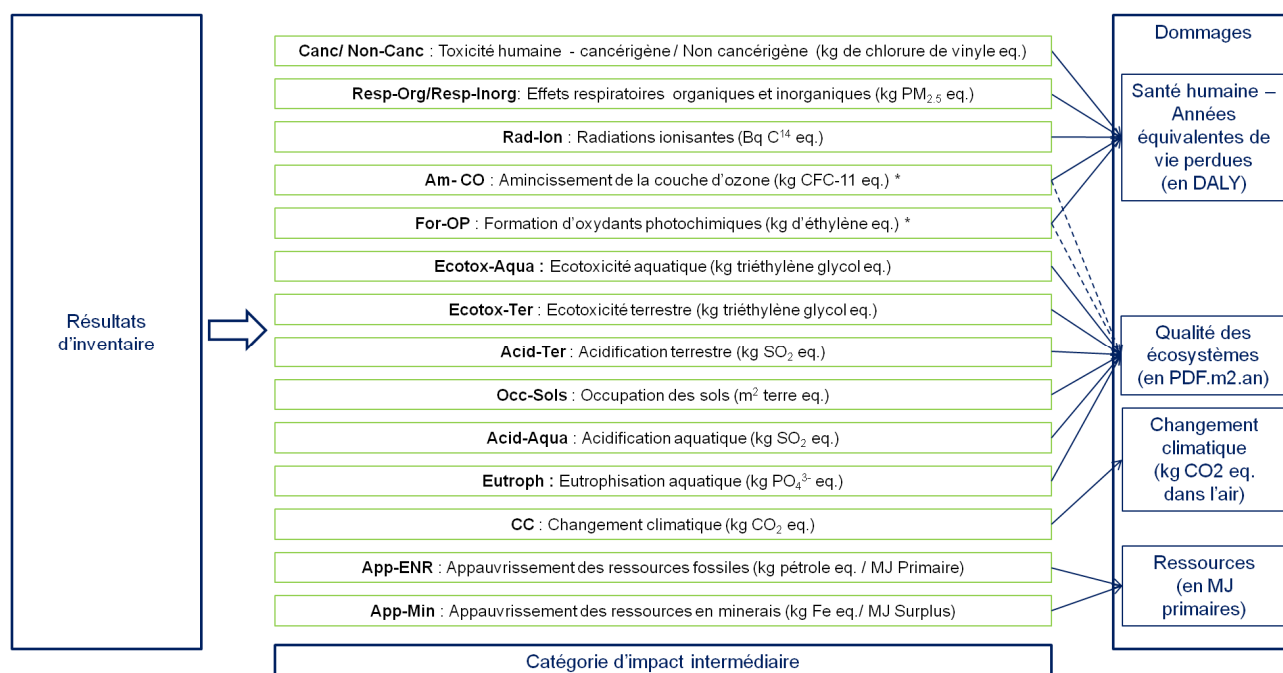 Résultats
d'inventaire
Canc/ Non-Canc : Toxicité humaine - cancérigène / Non cancérigène (kg de chlorure de vinyle eq.)
Resp-Org/Resp-Inorg: Effets respiratoires organiques et inorganiques (kg PM2.5 eq.)
Rad-Ion : Radiations ionisantes (Bq C14 eq.)
Am- CO : Amincissement de la couche d'ozone (kg CFC-11 eq.) *
For-OP : Formation d'oxydants photochimiques (kg d'éthylène eq.) *
Ecotox-Aqua : Ecotoxicité aquatique (kg triéthylène glycol eq.)
Ecotox-Ter : Ecotoxicité terrestre (kg triéthylène glycol eq.)
Acid-Ter : Acidification terrestre (kg SO2 eq.)
Occ-Sols : Occupation des sols (m2 terre eq.)
Acid-Aqua : Acidification aquatique (kg SO2 eq.)
Eutroph : Eutrophisation aquatique (kg PO43- eq.)
CC : Changement climatique (kg CO2 eq.)
App-ENR : Appauvrissement des ressources fossiles (kg pétrole eq. / MJ Primaire)
App-Min : Appauvrissement des ressources en minerais (kg Fe eq./ MJ Surplus)
Catégorie d'impact intermédiaire
Dommages
Santé humaine –
Années
équivalentes de
vie perdues
(en DALY)
Qualité des
écosystèmes
(en PDF.m2.an)
Changement
climatique
(kg CO2 eq.
dans l'air)
Ressources
(en MJ
primaires)